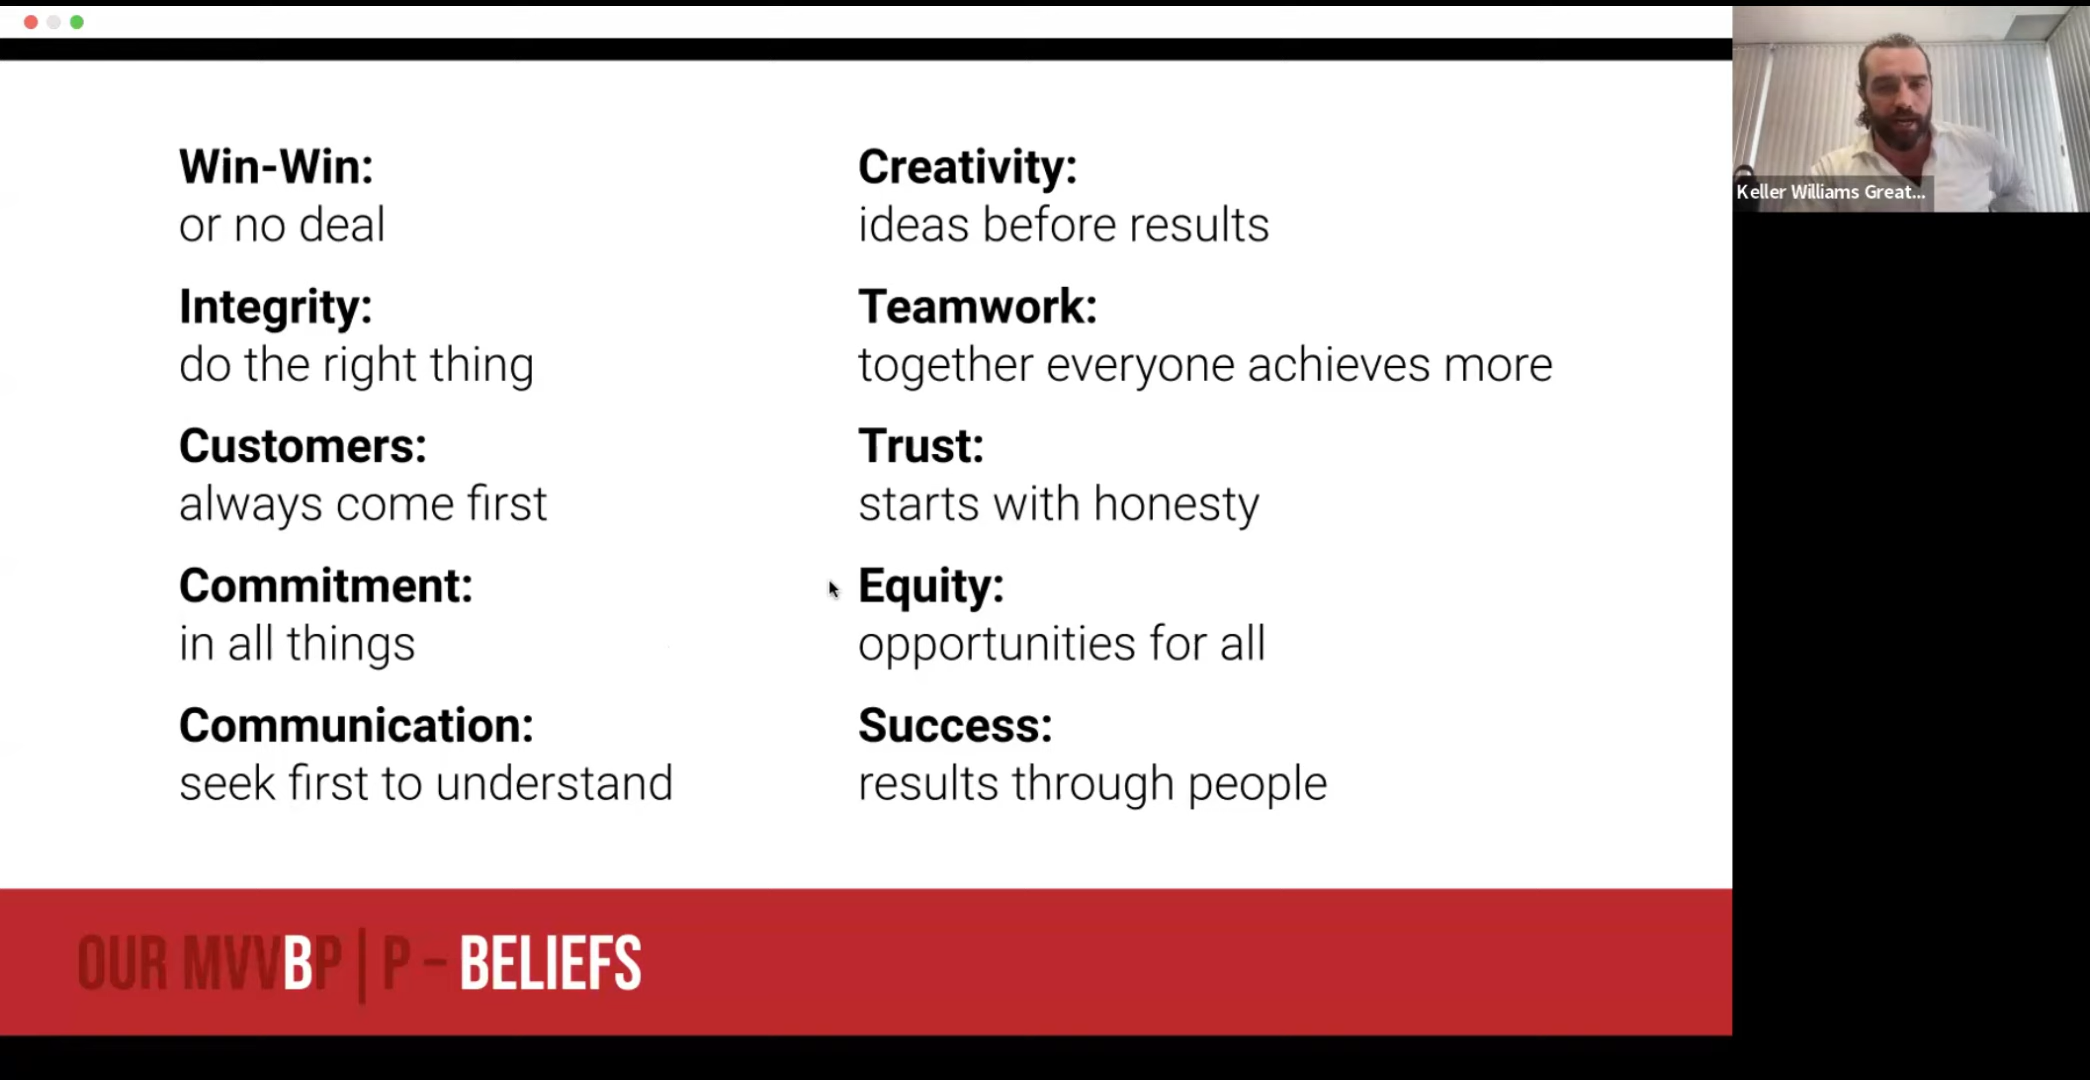 Win-Win:
or no deal
Integrity:
do the right thing
Customers:
always come first
Commitment:
in all things
Communication:
seek first to understand
Creativity:
ideas before results
Teamwork:
together everyone achieves more
Trust:
starts with honesty
Equity:
opportunities for all
Success:
results through people
OUR MVVBP | P – BELIEFS
Keller Williams Great...